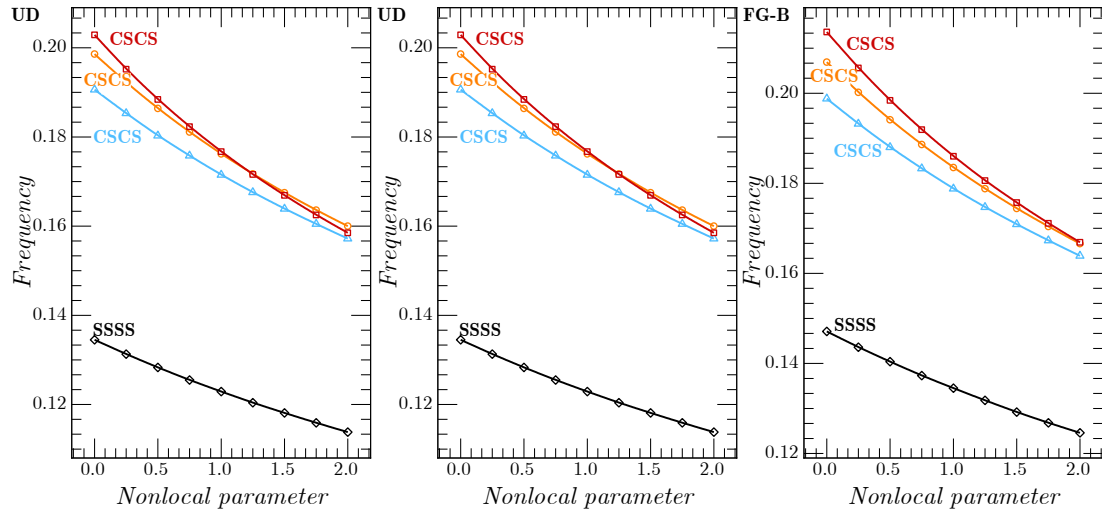 UD
CSCS
CSCS
CSCS
SSSS
0.20
0.18
0.16
0.14
0.12
Frequency
0.0 0.5 1.0 1.5 2.0
Nonlocal parameter
UD
CSCS
CSCS
CSCS
SSSS
0.20
0.18
0.16
0.14
0.12
Frequency
0.0 0.5 1.0 1.5 2.0
Nonlocal parameter
FG-B
CSCS
CSCS
CSCS
SSSS
0.20
0.18
0.16
0.14
0.12
Frequency
0.0 0.5 1.0 1.5 2.0
Nonlocal parameter